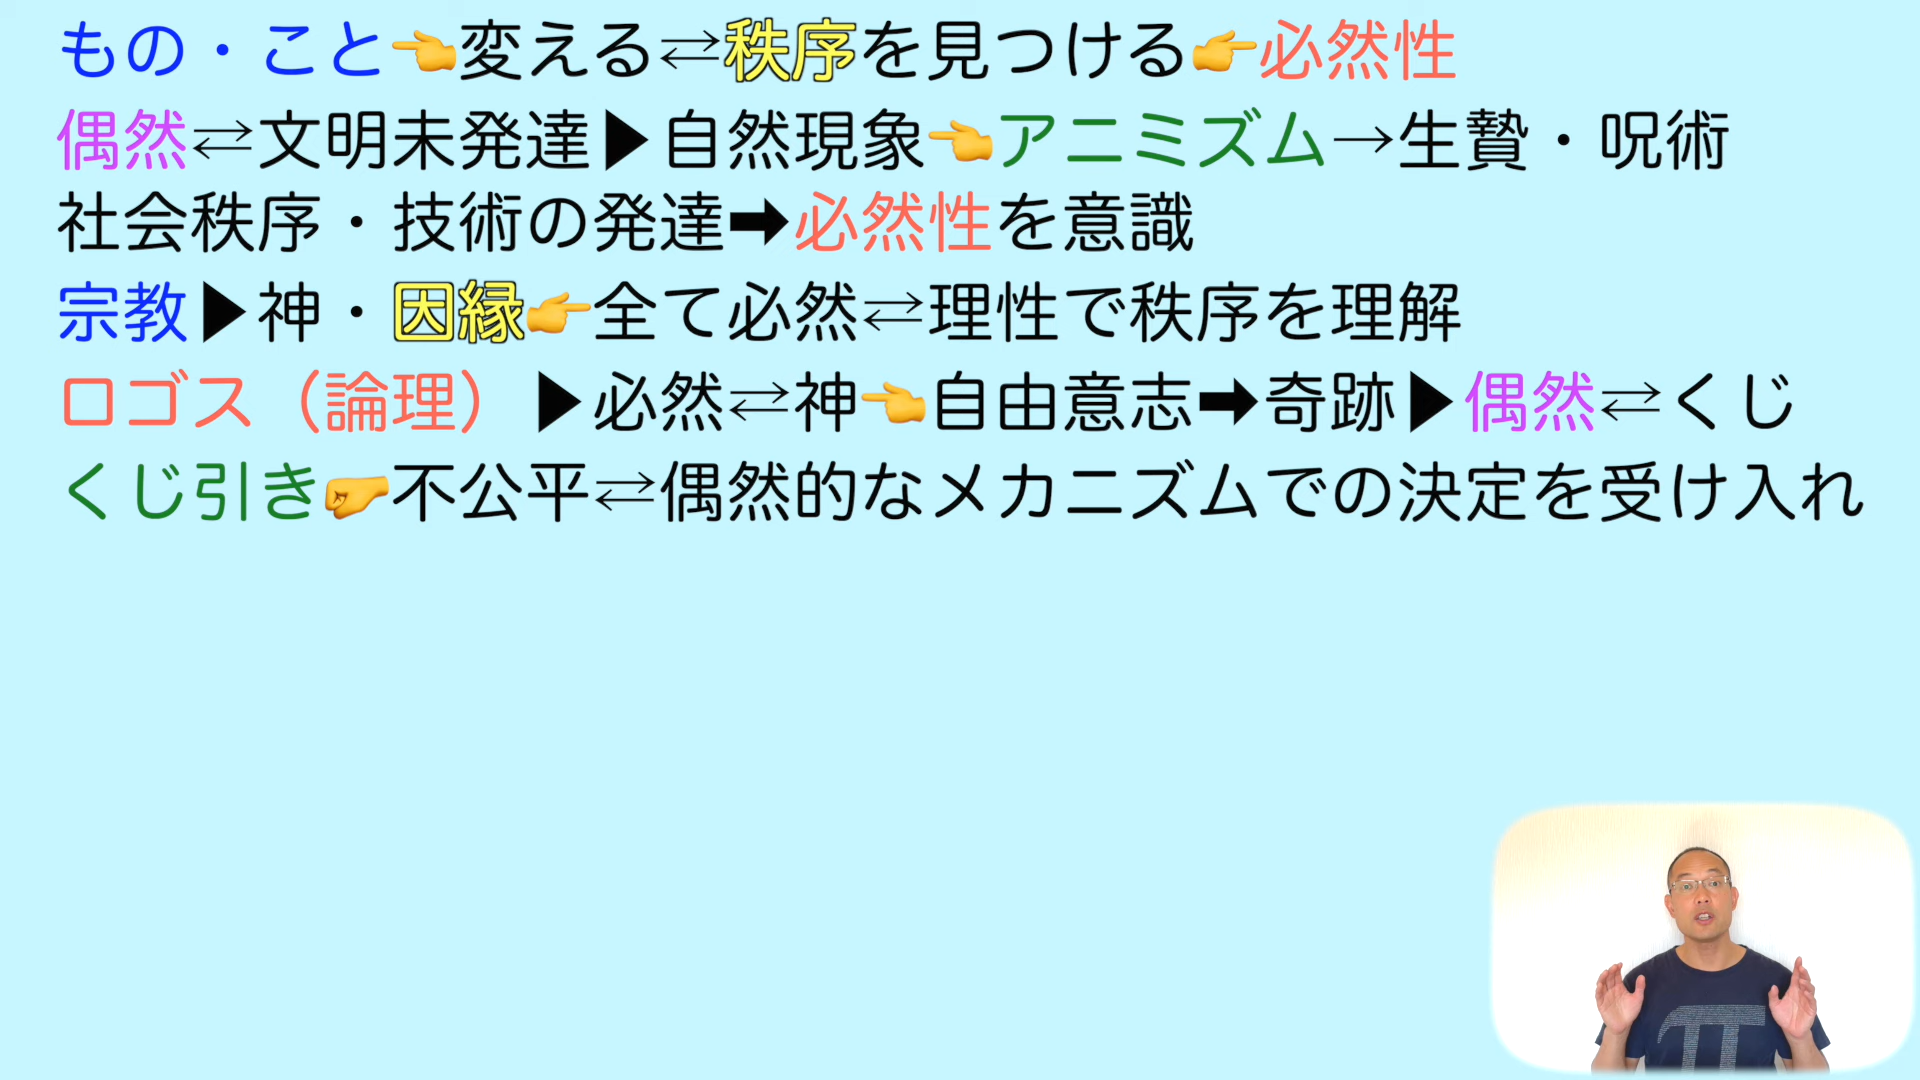 もの・こと👈変える⇄秩序を見つける👉必然性
偶然⇄文明未発達▶自然現象👈アニミズム→生贄・呪術
社会秩序・技術の発達➡必然性を意識
宗教▶神・因縁👉全て必然⇄理性で秩序を理解
ロゴス（論理）▶必然⇄神👈自由意志➡奇跡▶偶然⇄くじ
くじ引き🤛不公平⇄偶然的なメカニズムでの決定を受け入れ